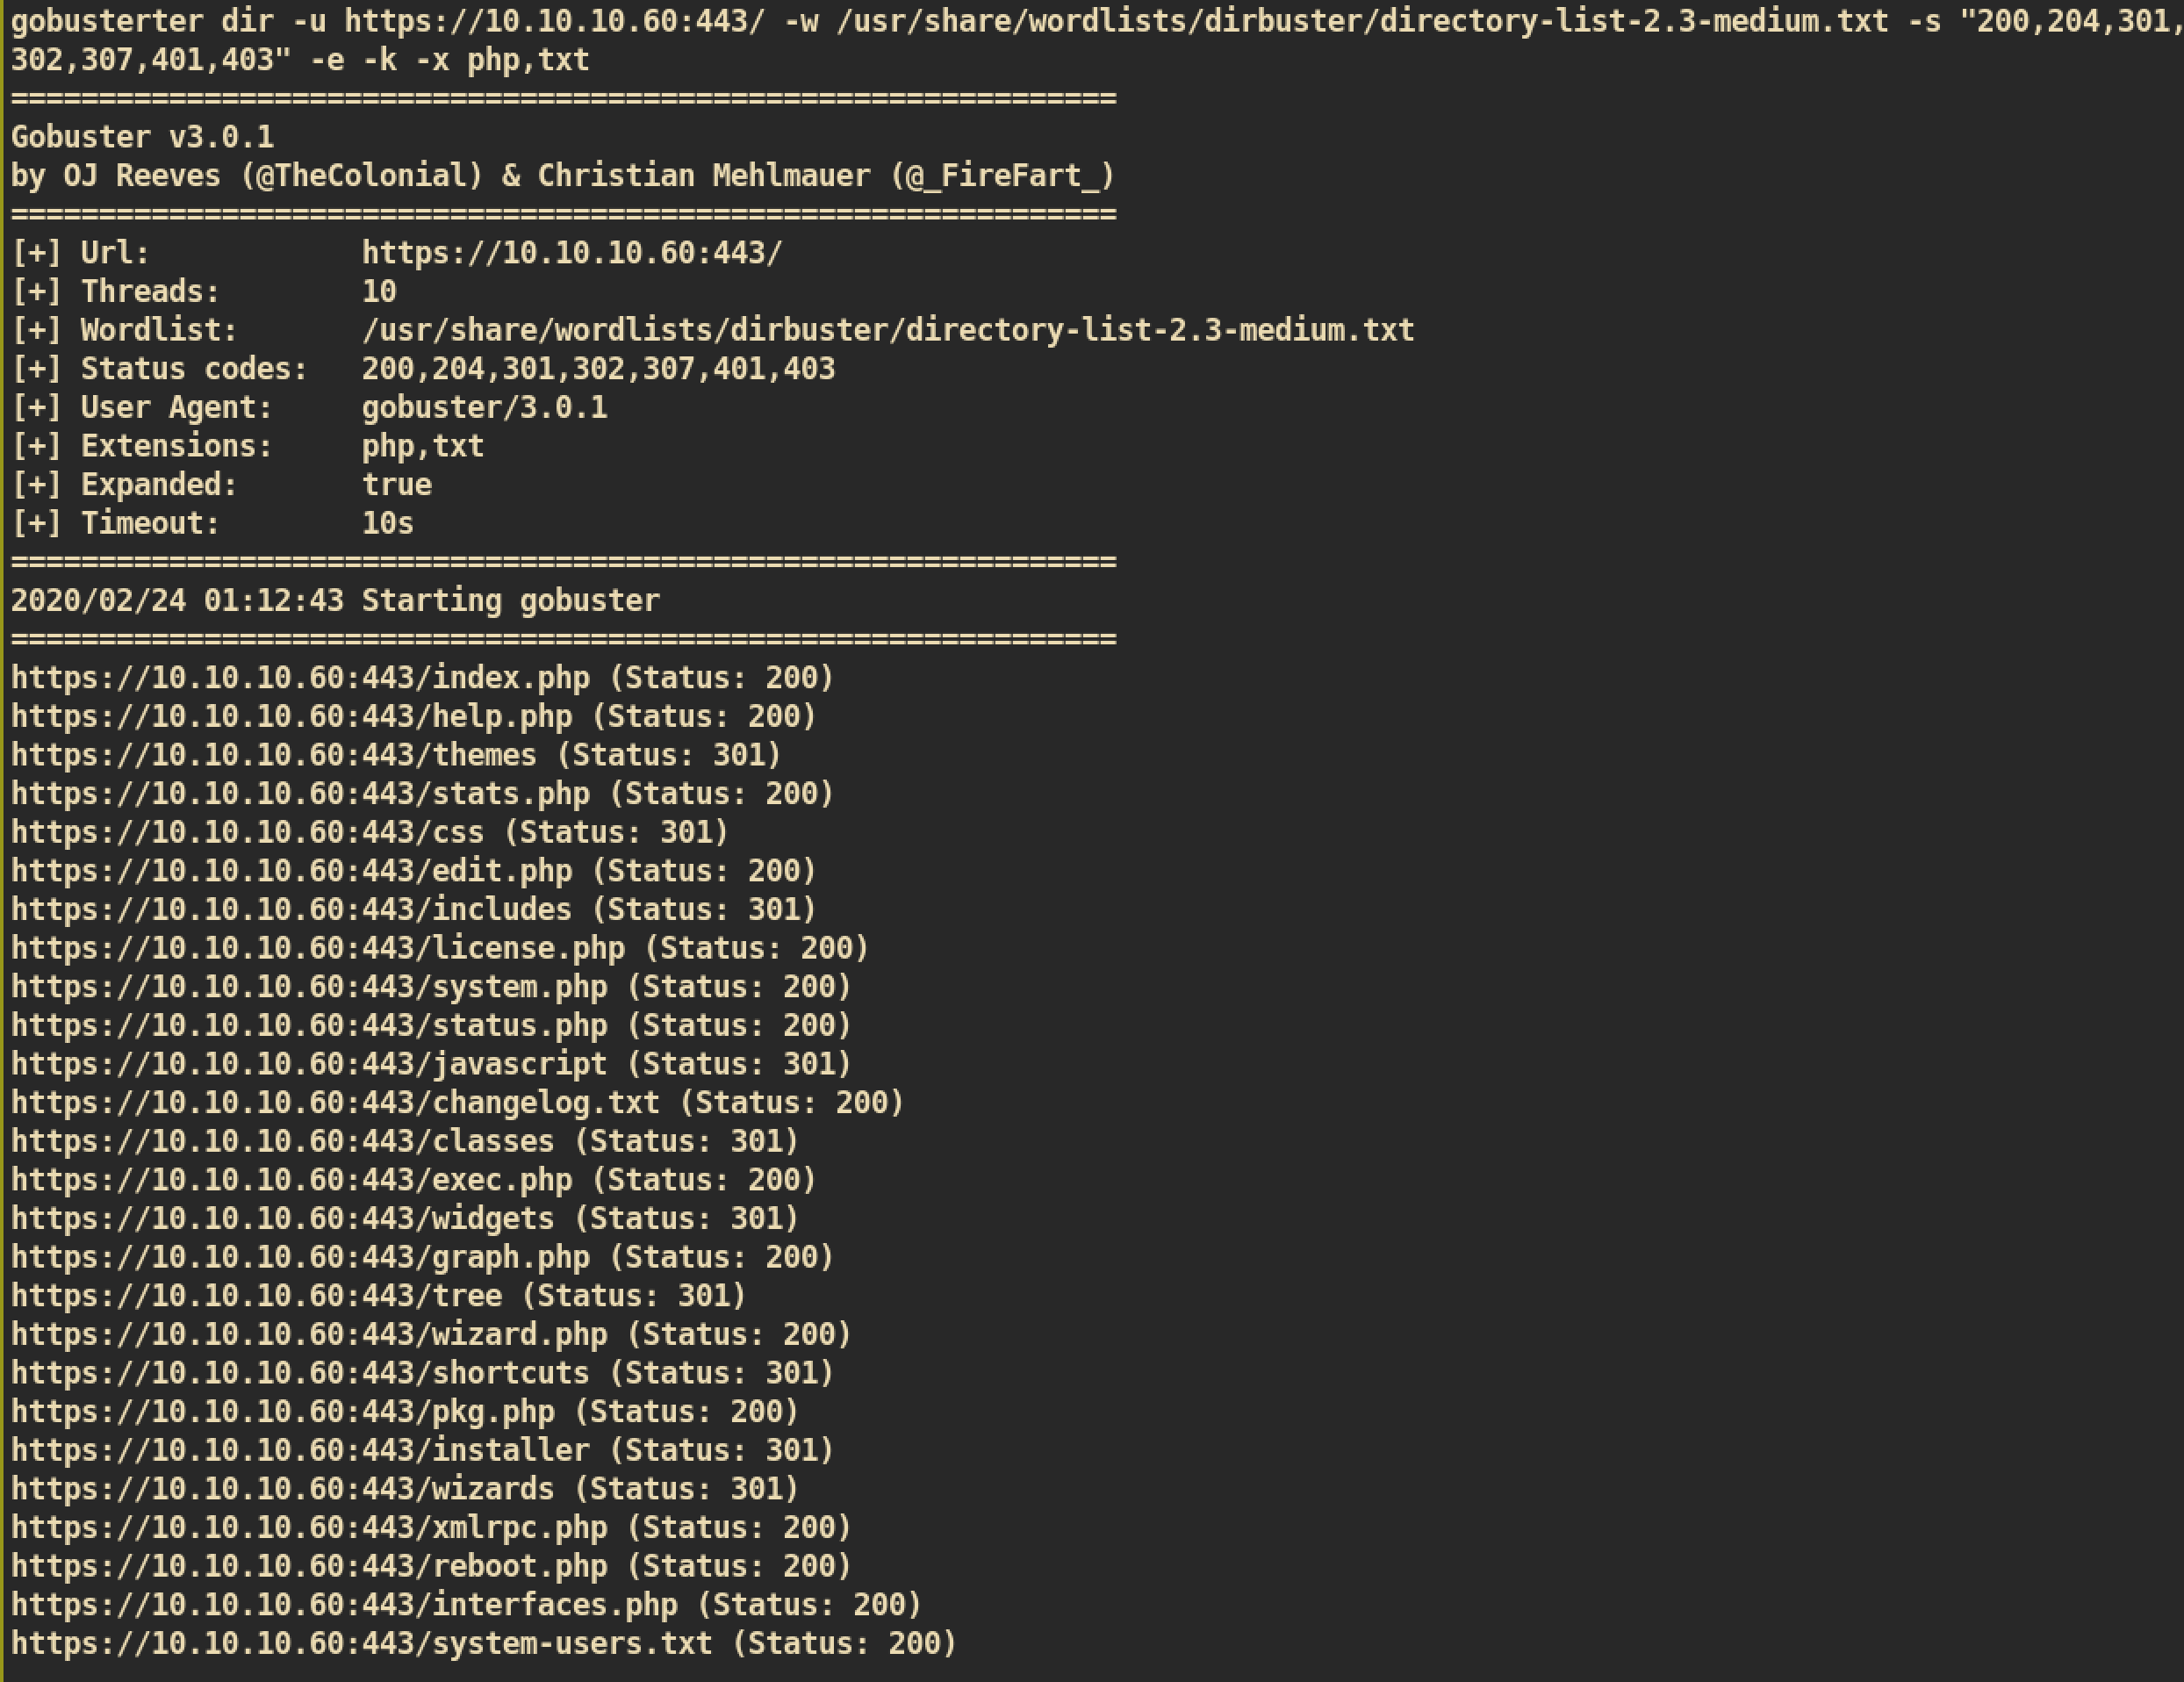 gobusterter dir -u https://10.10.10.60:443/ -w /usr/share/wordlists/dirbuster/directory-list-2.3-medium.txt -s "200,204,301,
302,307,401,403" -e -k -x php,txt
===============================================================
Gobuster v3.0.1
by OJ Reeves (@TheColonial) & Christian Mehlmauer (@_FireFart_)
===============================================================
[+] Url:            https://10.10.10.60:443/
[+] Threads:        10
[+] Wordlist:       /usr/share/wordlists/dirbuster/directory-list-2.3-medium.txt
[+] Status codes:   200,204,301,302,307,401,403
[+] User Agent:     gobuster/3.0.1
[+] Extensions:     php,txt
[+] Expanded:       true
[+] Timeout:        10s
===============================================================
2020/02/24 01:12:43 Starting gobuster
===============================================================
https://10.10.10.60:443/index.php (Status: 200)
https://10.10.10.60:443/help.php (Status: 200)
https://10.10.10.60:443/themes (Status: 301)
https://10.10.10.60:443/stats.php (Status: 200)
https://10.10.10.60:443/css (Status: 301)
https://10.10.10.60:443/edit.php (Status: 200)
https://10.10.10.60:443/includes (Status: 301)
https://10.10.10.60:443/license.php (Status: 200)
https://10.10.10.60:443/system.php (Status: 200)
https://10.10.10.60:443/status.php (Status: 200)
https://10.10.10.60:443/javascript (Status: 301)
https://10.10.10.60:443/changelog.txt (Status: 200)
https://10.10.10.60:443/classes (Status: 301)
https://10.10.10.60:443/exec.php (Status: 200)
https://10.10.10.60:443/widgets (Status: 301)
https://10.10.10.60:443/graph.php (Status: 200)
https://10.10.10.60:443/tree (Status: 301)
https://10.10.10.60:443/wizard.php (Status: 200)
https://10.10.10.60:443/shortcuts (Status: 301)
https://10.10.10.60:443/pkg.php (Status: 200)
https://10.10.10.60:443/installer (Status: 301)
https://10.10.10.60:443/wizards (Status: 301)
https://10.10.10.60:443/xmlrpc.php (Status: 200)
https://10.10.10.60:443/reboot.php (Status: 200)
https://10.10.10.60:443/interfaces.php (Status: 200)
https://10.10.10.60:443/system-users.txt (Status: 200)